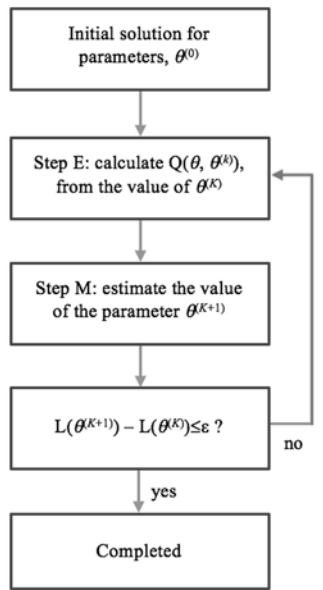 Initial solution for
parameters, θ⁽⁰⁾
Step E: calculate Q(θ, θ⁽ᵏ⁾),
from the value of θ⁽ᴷ⁾
Step M: estimate the value
of the parameter θ⁽ᴷ⁺¹⁾
L(θ⁽ᴷ⁺¹⁾) – L(θ⁽ᴷ⁾)≤ε ?
no
yes
Completed